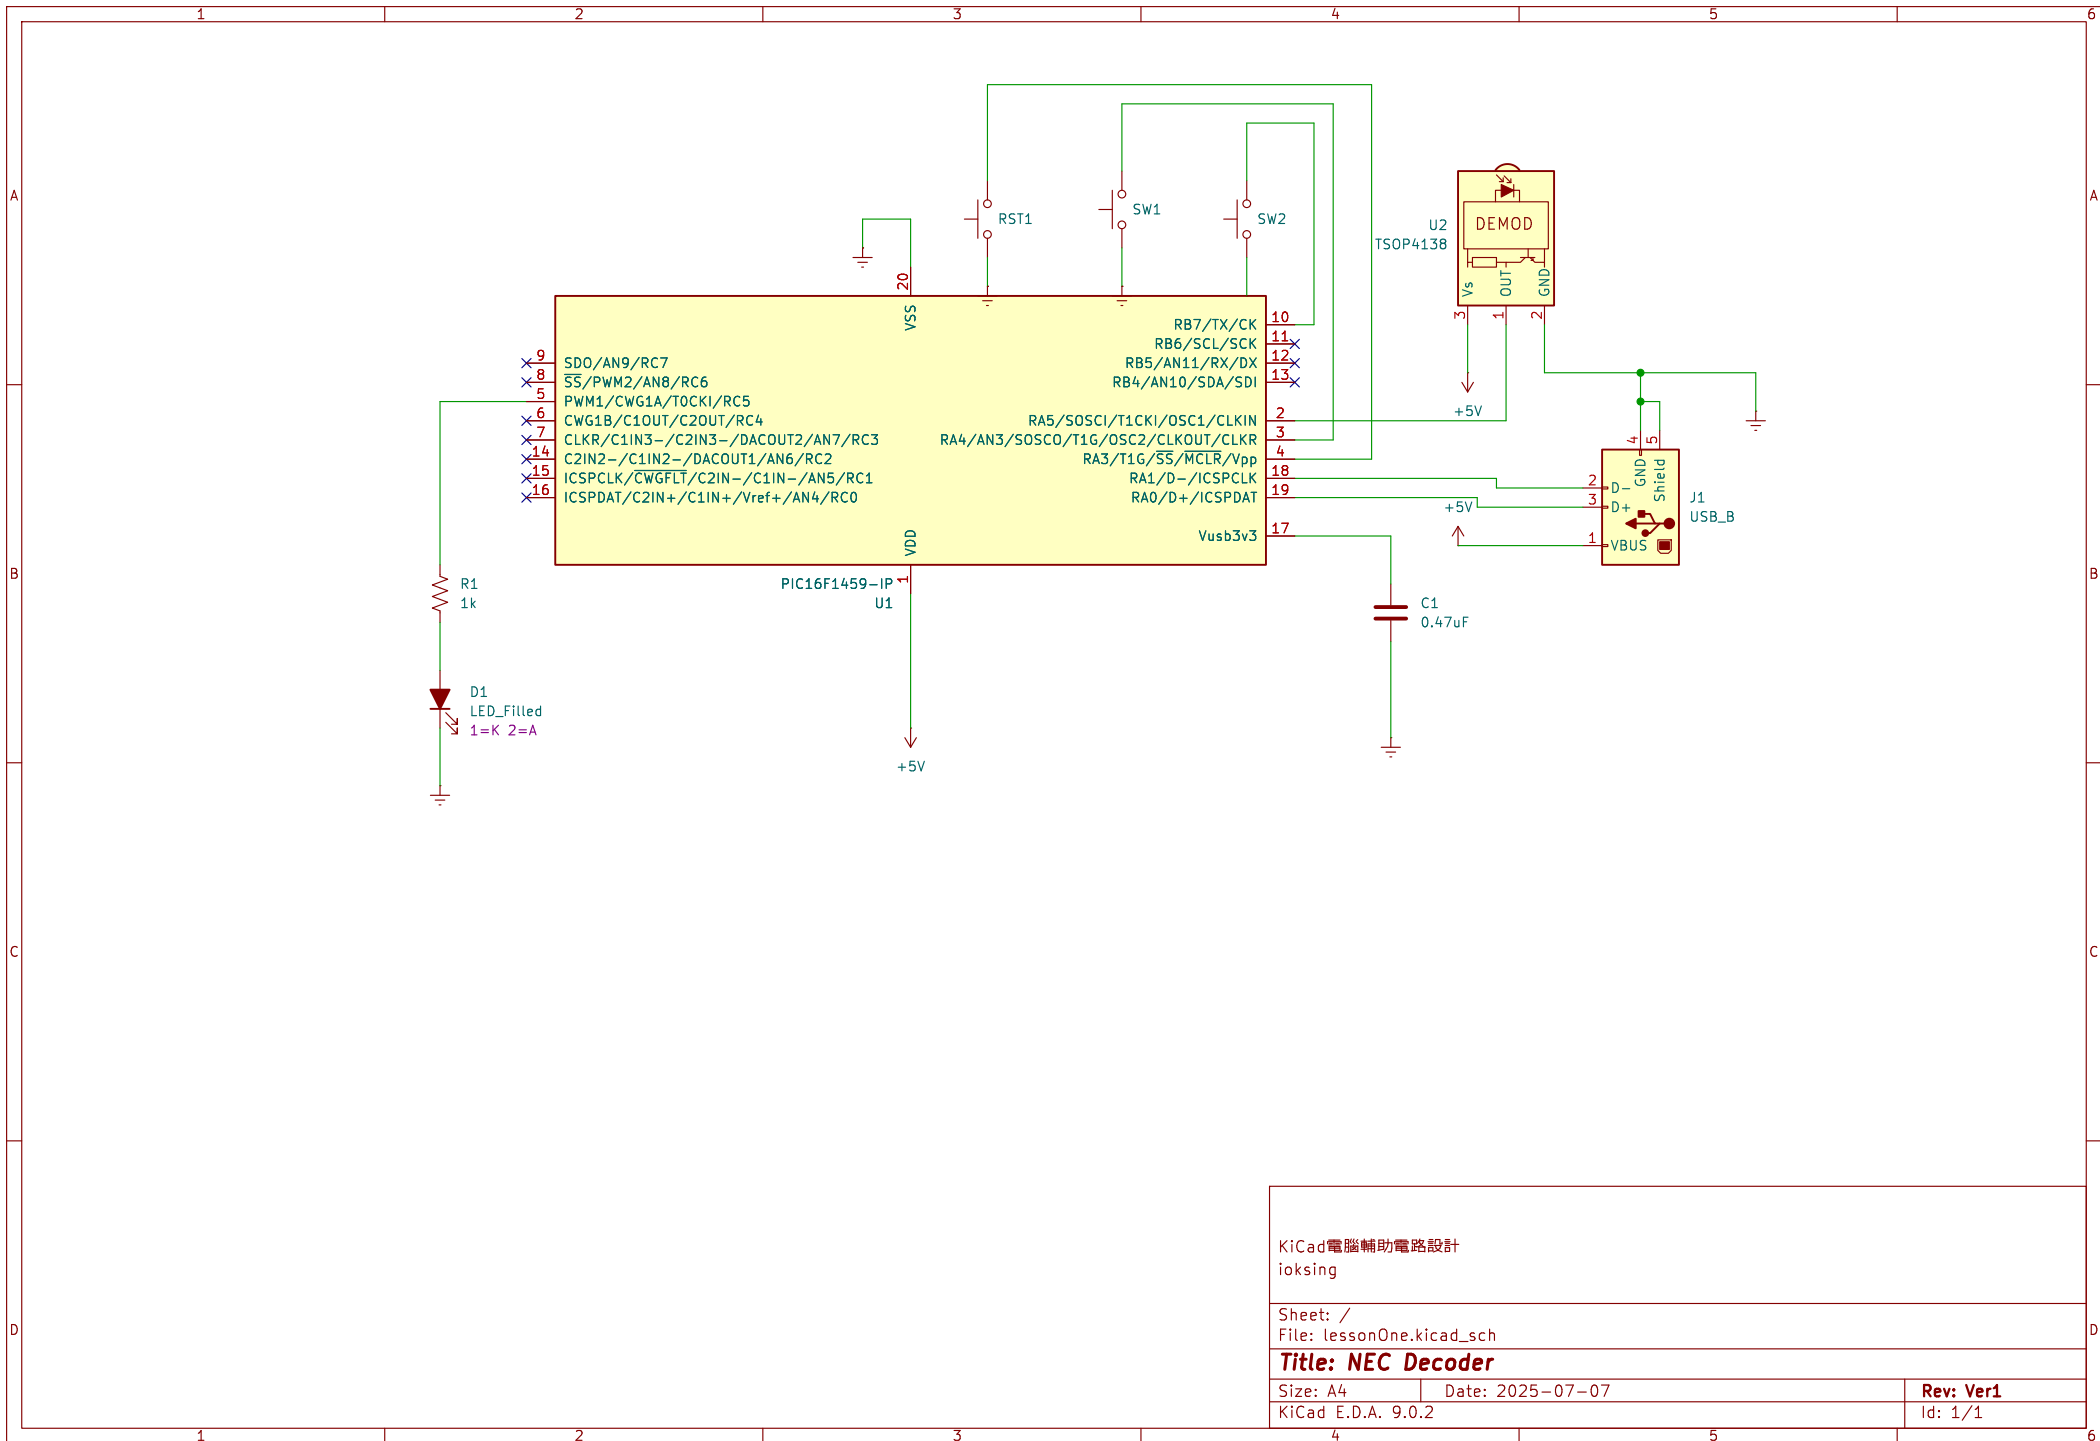 1 2 3 4 5 6
A
B
C
D
RST1
SW1
SW2
U2
TSOP4138
DEMOD
Vs
OUT
GND
3
1
2
+5V
20
VSS
9 SDO/AN9/RC7
8 SS/PWM2/AN8/RC6
5 PWM1/CWG1A/T0CKI/RC5
6 CWG1B/C1OUT/C2OUT/RC4
7 CLKR/C1IN3-/C2IN3-/DACOUT2/AN7/RC3
14 C2IN2-/C1IN2-/DACOUT1/AN6/RC2
15 ICSPCLK/CWGFLT/C2IN-/C1IN-/AN5/RC1
16 ICSPDAT/C2IN+/C1IN+/Vref+/AN4/RC0
RB7/TX/CK 10
RB6/SCL/SCK 11
RB5/AN11/RX/DX 12
RB4/AN10/SDA/SDI 13
RA5/SOSCI/T1CKI/OSC1/CLKIN 2
RA4/AN3/SOSCO/T1G/OSC2/CLKOUT/CLKR 3
RA3/T1G/SS/MCLR/Vpp 4
RA1/D-/ICSPCLK 18
RA0/D+/ICSPDAT 19
Vusb3v3 17
VDD
1
PIC16F1459-IP
U1
+5V
4
5
GND
Shield
2 D-
3 D+
1 VBUS
J1
USB_B
+5V
R1
1k
D1
LED_Filled
1=K 2=A
C1
0.47uF
KiCad電腦輔助電路設計
ioksing
Sheet: /
File: lessonOne.kicad_sch
Title: NEC Decoder
Size: A4
Date: 2025-07-07
Rev: Ver1
KiCad E.D.A. 9.0.2
Id: 1/1
A
B
C
D
1 2 3 4 5 6